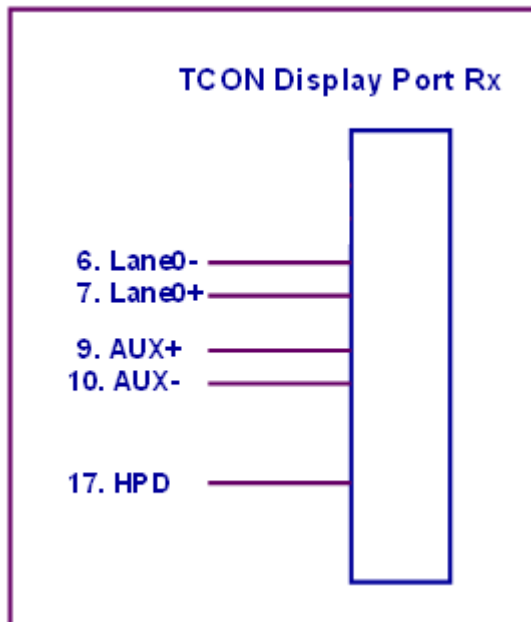 TCON Display Port Rx
6. Lane0-
7. Lane0+
9. AUX+
10. AUX-
17. HPD